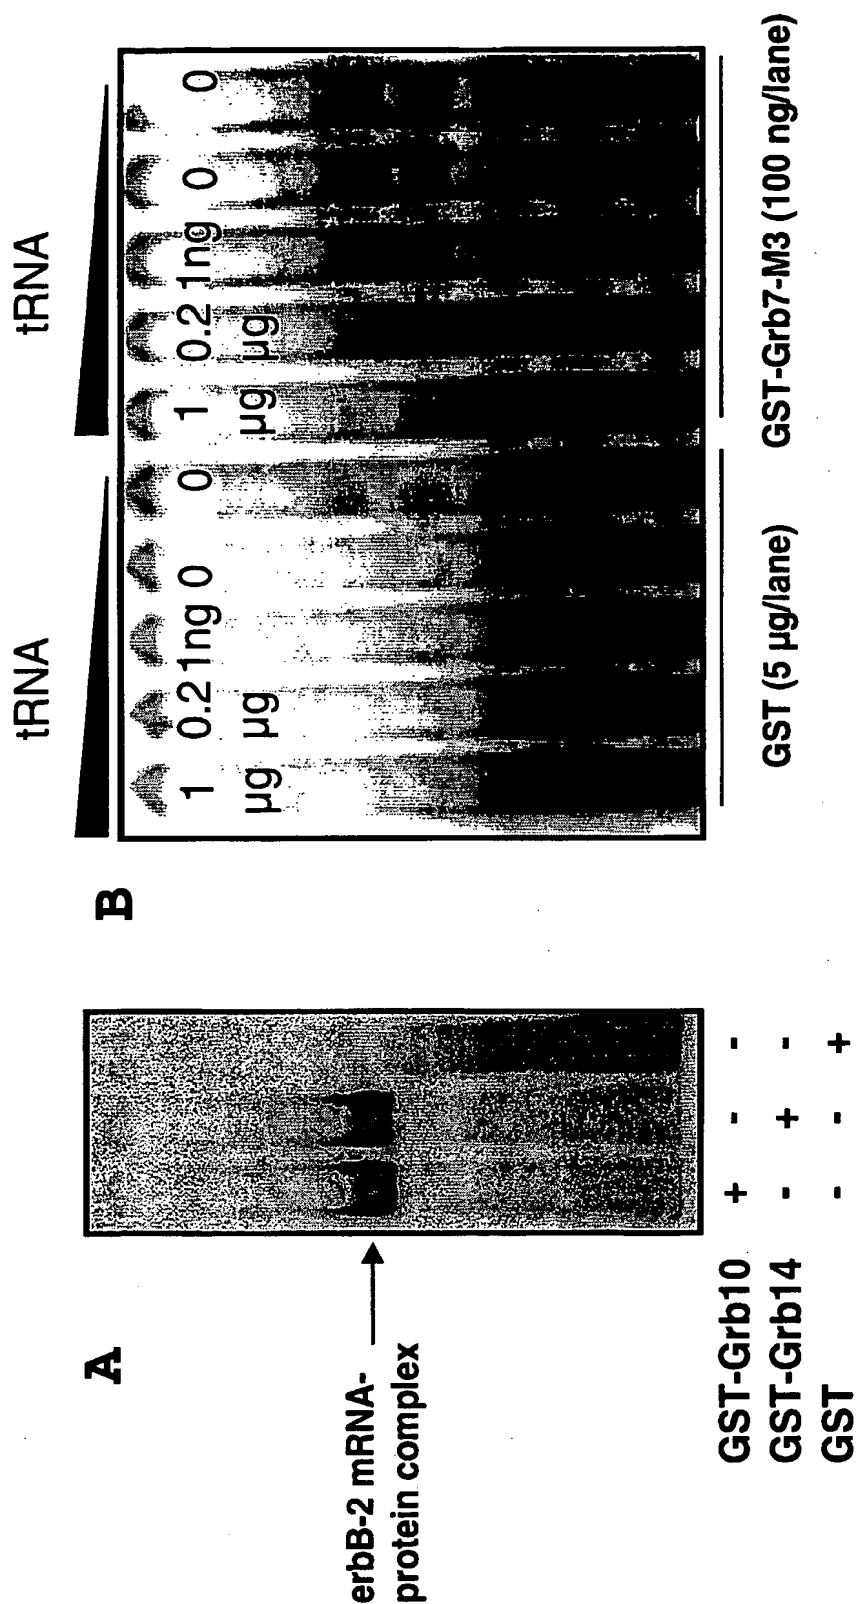 A
erbB-2 mRNA-
protein complex
GST-Grb10 + - -
GST-Grb14 - + -
GST - - +
B
tRNA tRNA
1 0.2 1ng 0 0 1 0.2 1ng 0 0
µg µg µg µg
GST (5 µg/lane) GST-Grb7-M3 (100 ng/lane)